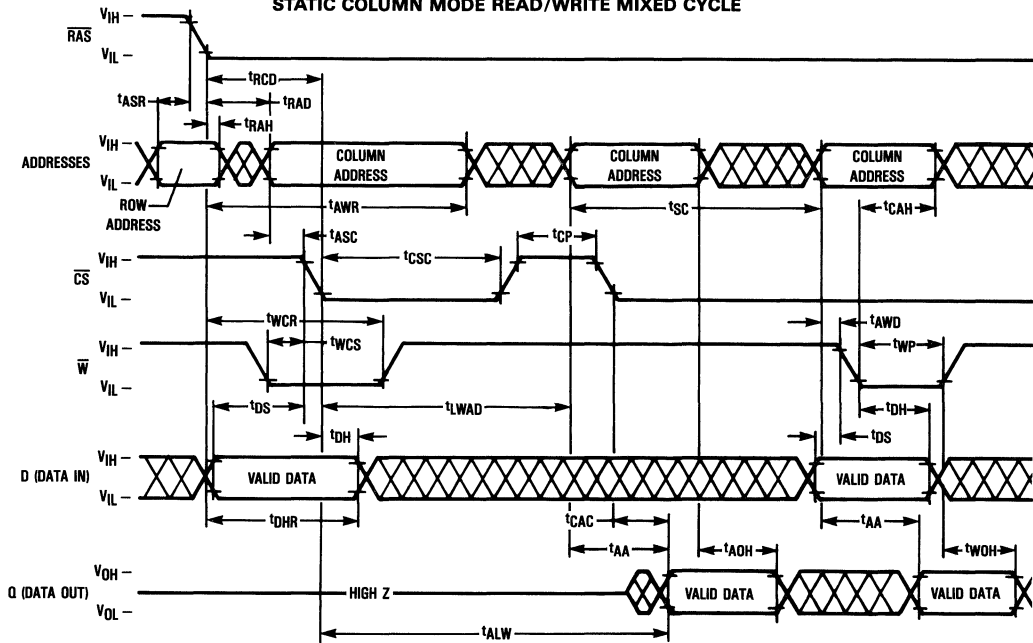 STATIC COLUMN MODE READ/WRITE MIXED CYCLE
VIH
RAS
VIL
tRCD
tASR
tRAD
tRAH
VIH
ADDRESSES
COLUMN ADDRESS
COLUMN ADDRESS
COLUMN ADDRESS
VIL
ROW ADDRESS
tAWR
tSC
tCAH
tASC
tCSC
tCP
VIH
CS
VIL
tWCR
tAWD
tWCS
tWP
VIH
W
VIL
tDS
tLWAD
tDH
tDH
tDS
VIH
D (DATA IN)
VALID DATA
VALID DATA
VIL
tDHR
tCAC
tAA
tAA
tAOH
tWOH
VOH
Q (DATA OUT)
HIGH Z
VALID DATA
VALID DATA
VOL
tALW